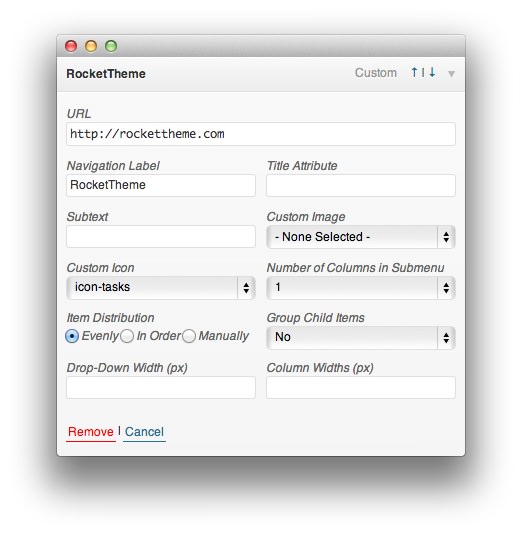 RocketTheme Custom ↑ | ↓ ▼
URL
http://rockettheme.com
Navigation Label Title Attribute
RocketTheme
Subtext Custom Image
- None Selected -
Custom Icon Number of Columns in Submenu
icon-tasks 1
Item Distribution Group Child Items
Evenly In Order Manually No
Drop-Down Width (px) Column Widths (px)
Remove | Cancel